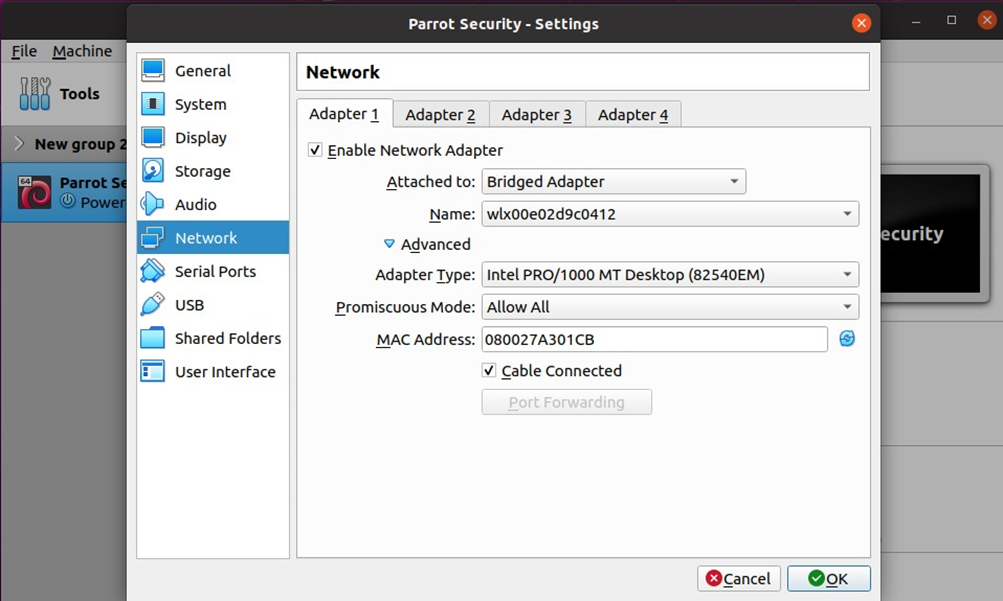 Parrot Security - Settings
File Machine
Tools
New group 2
64
Parrot Se
Power
ecurity
General
System
Display
Storage
Audio
Network
Serial Ports
USB
Shared Folders
User Interface
Network
Adapter 1 Adapter 2 Adapter 3 Adapter 4
Enable Network Adapter
Attached to: Bridged Adapter
Name: wlx00e02d9c0412
Advanced
Adapter Type: Intel PRO/1000 MT Desktop (82540EM)
Promiscuous Mode: Allow All
MAC Address: 080027A301CB
Cable Connected
Port Forwarding
Cancel OK